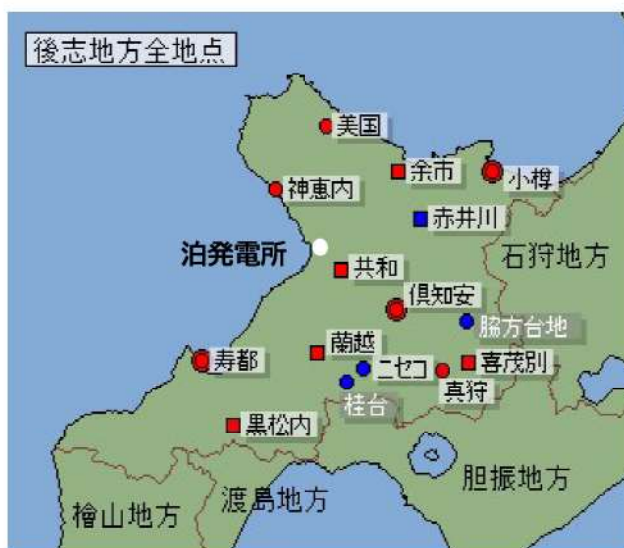 後志地方全地点
美国
余市
小樽
神恵内
赤井川
泊発電所
石狩地方
共和
倶知安
脇方台地
蘭越
寿都
ニセコ
喜茂別
真狩
桂台
黒松内
胆振地方
渡島地方
檜山地方